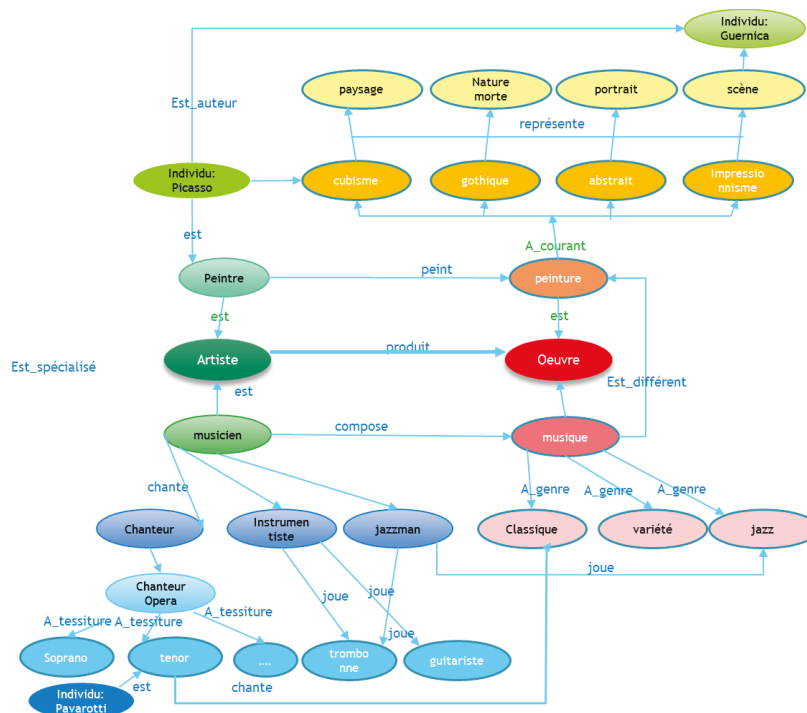 Individu:
Guernica
paysage
Nature
morte
portrait
scène
Est_auteur
représente
Individu:
Picasso
cubisme
gothique
abstrait
Impressio
nnisme
est
A_courant
Peintre
peint
peinture
est
est
Artiste
produit
Oeuvre
Est_spécialisé
est
Est_différent
musicien
compose
musique
chante
A_genre
A_genre
A_genre
Chanteur
Instrumen
tiste
jazzman
Classique
variété
jazz
joue
joue
Chanteur
Opera
joue
A_tessiture
A_tessiture
A_tessiture
joue
Soprano
tenor
....
trombo
nne
guitariste
est
chante
Individu:
Pavarotti